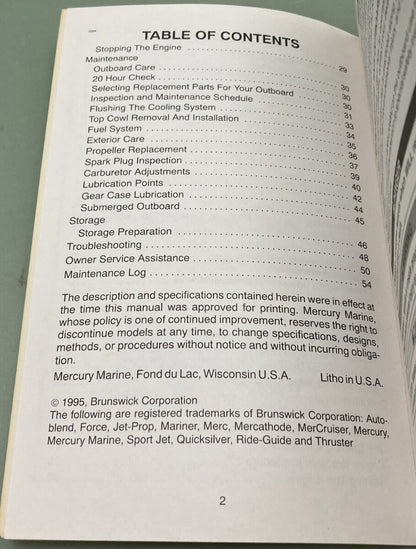 TABLE OF CONTENTS
Stopping The Engine . . . . . . . . . . . . . . . . . . . . . . . . 29
Maintenance
Outboard Care . . . . . . . . . . . . . . . . . . . . . . . . . . . . 30
20 Hour Check . . . . . . . . . . . . . . . . . . . . . . . . . . . . 30
Selecting Replacement Parts For Your Outboard 30
Inspection and Maintenance Schedule . . . . . . . . . . 31
Flushing The Cooling System . . . . . . . . . . . . . . . . . 33
Top Cowl Removal And Installation . . . . . . . . . . . . 34
Fuel System . . . . . . . . . . . . . . . . . . . . . . . . . . . . . . 35
Exterior Care . . . . . . . . . . . . . . . . . . . . . . . . . . . . . 36
Propeller Replacement . . . . . . . . . . . . . . . . . . . . . . 37
Spark Plug Inspection . . . . . . . . . . . . . . . . . . . . . . . 39
Carburetor Adjustments . . . . . . . . . . . . . . . . . . . . . 40
Lubrication Points . . . . . . . . . . . . . . . . . . . . . . . . . . 42
Gear Case Lubrication . . . . . . . . . . . . . . . . . . . . . . 44
Submerged Outboard . . . . . . . . . . . . . . . . . . . . . . . 45
Storage
Storage Preparation . . . . . . . . . . . . . . . . . . . . . . . . 46
Troubleshooting . . . . . . . . . . . . . . . . . . . . . . . . . . . . 48
Owner Service Assistance . . . . . . . . . . . . . . . . . . . . 50
Maintenance Log . . . . . . . . . . . . . . . . . . . . . . . . . . . 54
The description and specifications contained herein were in effect at
the time this manual was approved for printing. Mercury Marine,
whose policy is one of continued improvement, reserves the right to
discontinue models at any time, to change specifications, designs,
methods, or procedures without notice and without incurring obliga-
tion.
Mercury Marine, Fond du Lac, Wisconsin U.S.A. Litho in U.S.A.
© 1995, Brunswick Corporation
The following are registered trademarks of Brunswick Corporation: Auto-
blend, Force, Jet-Prop, Mariner, Merc, Mercathode, MerCruiser, Mercury,
Mercury Marine, Sport Jet, Quicksilver, Ride-Guide and Thruster
2